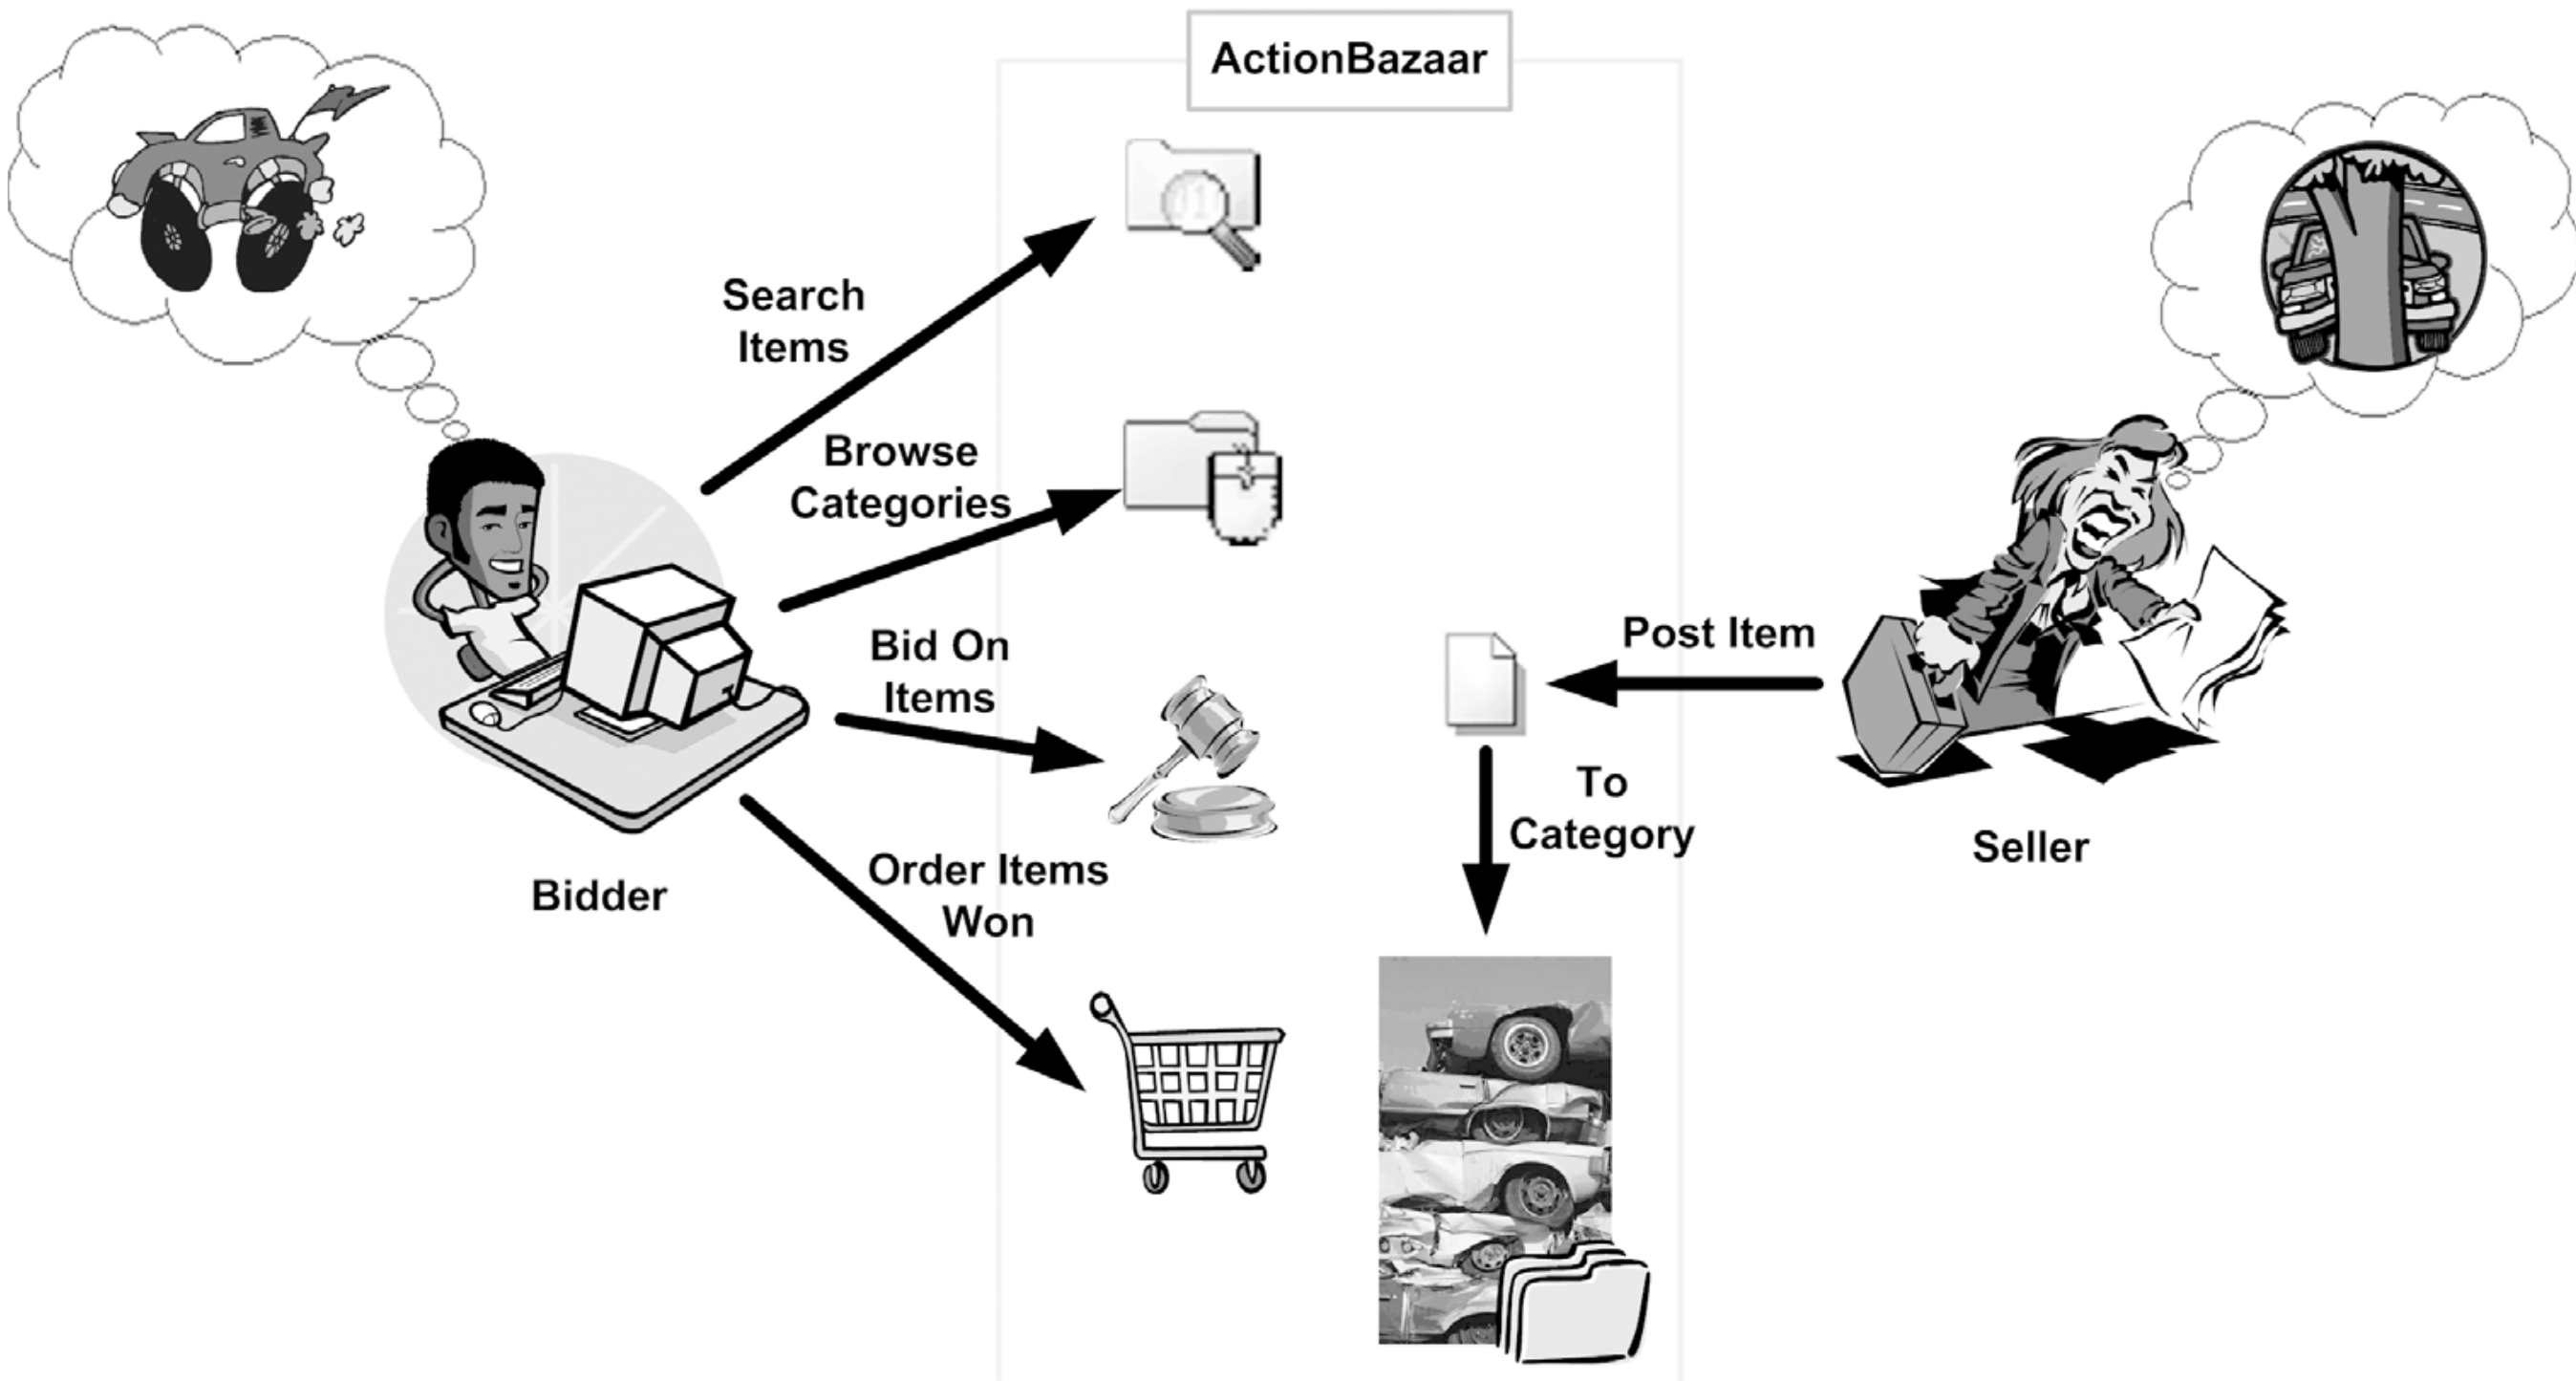 ActionBazaar
Search
Items
Browse
Categories
Bid On
Items
Order Items
Won
Bidder
Post Item
To
Category
Seller